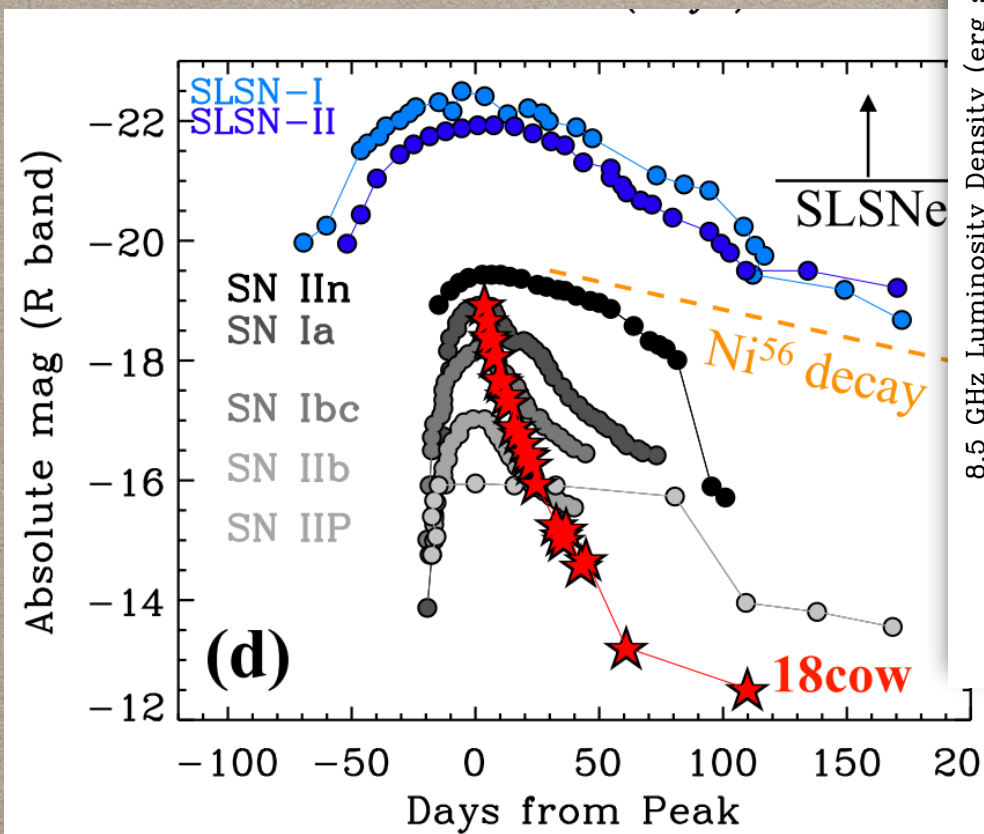 SLSN-I
SLSN-II
SLSNe
SN IIn
SN Ia
SN Ibc
SN IIb
SN IIP
Ni56 decay
(d)
18cow
Absolute mag (R band)
-22
-20
-18
-16
-14
-12
-100 -50 0 50 100 150 20
Days from Peak
8.5 GHz Luminosity Density (erg